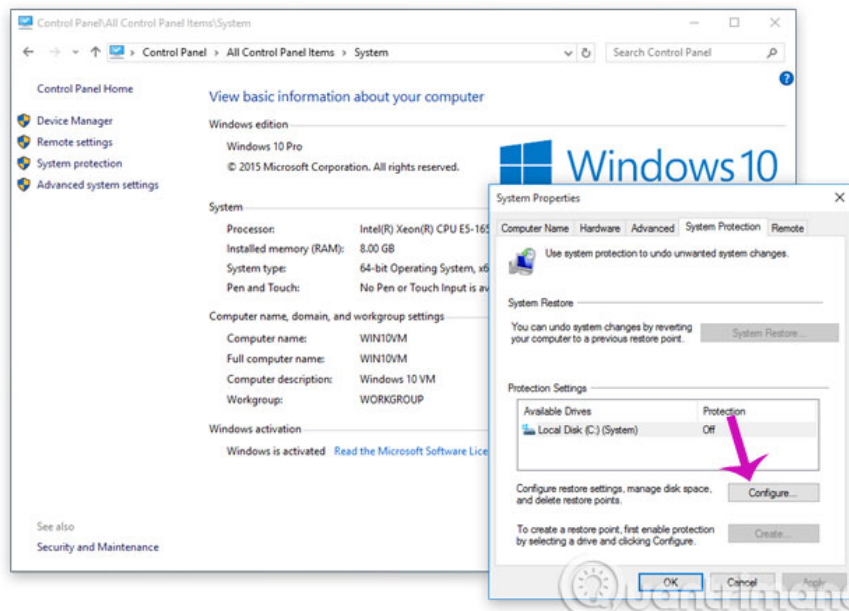 Control Panel\All Control Panel Items\System
Control Panel > All Control Panel Items > System
Search Control Panel
Control Panel Home
Device Manager
Remote settings
System protection
Advanced system settings
See also
Security and Maintenance
View basic information about your computer
Windows edition
Windows 10 Pro
© 2015 Microsoft Corporation. All rights reserved.
Windows 10
System
Processor: Intel(R) Xeon(R) CPU E5-165
Installed memory (RAM): 8.00 GB
System type: 64-bit Operating System, x6
Pen and Touch: No Pen or Touch Input is av
Computer name, domain, and workgroup settings
Computer name: WIN10VM
Full computer name: WIN10VM
Computer description: Windows 10 VM
Workgroup: WORKGROUP
Windows activation
Windows is activated Read the Microsoft Software Lice
System Properties
Computer Name Hardware Advanced System Protection Remote
Use system protection to undo unwanted system changes.
System Restore
You can undo system changes by reverting
your computer to a previous restore point.
System Restore...
Protection Settings
Available Drives Protection
Local Disk (C:) (System) Off
Configure restore settings, manage disk space,
and delete restore points.
Configure...
To create a restore point, first enable protection
by selecting a drive and clicking Configure.
Create...
OK Cancel Apply
uantrimang